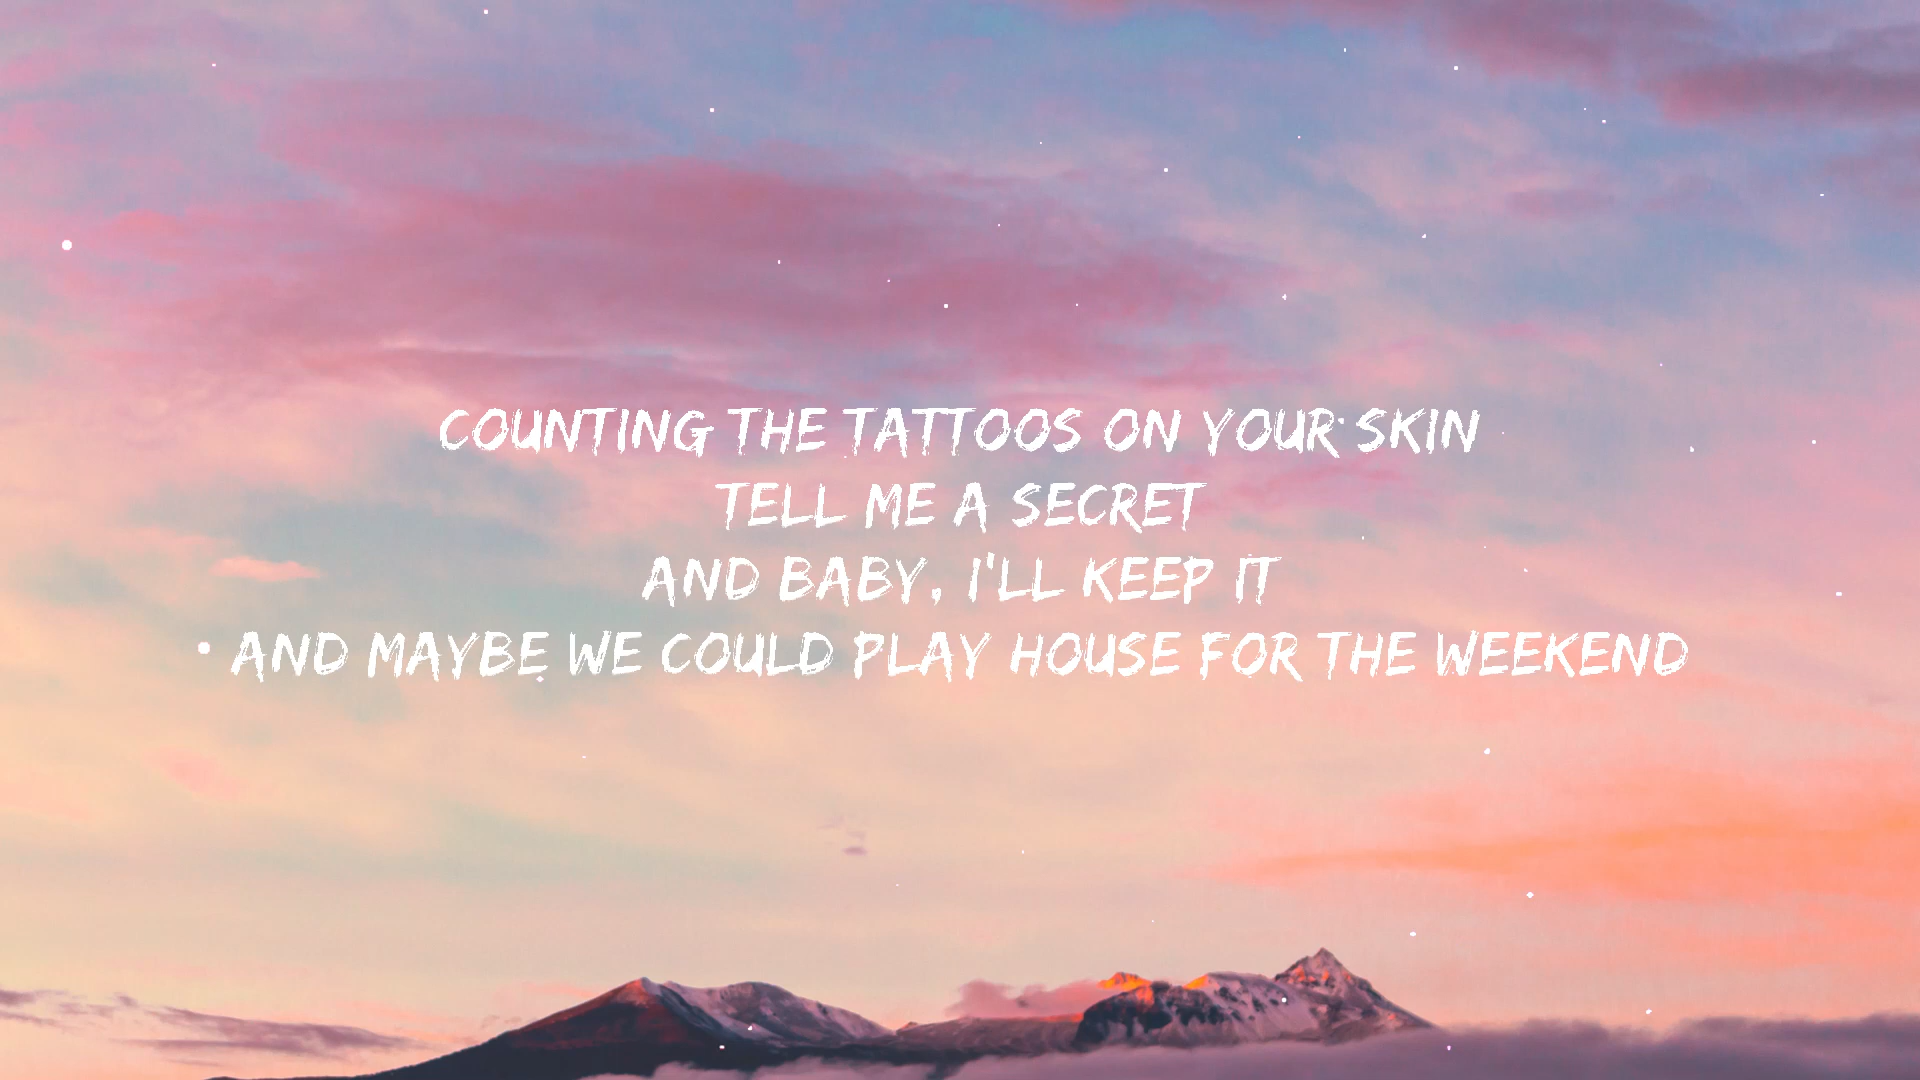 COUNTING THE TATTOOS ON YOUR SKIN
TELL ME A SECRET
AND BABY, I'LL KEEP IT
AND MAYBE WE COULD PLAY HOUSE FOR THE WEEKEND